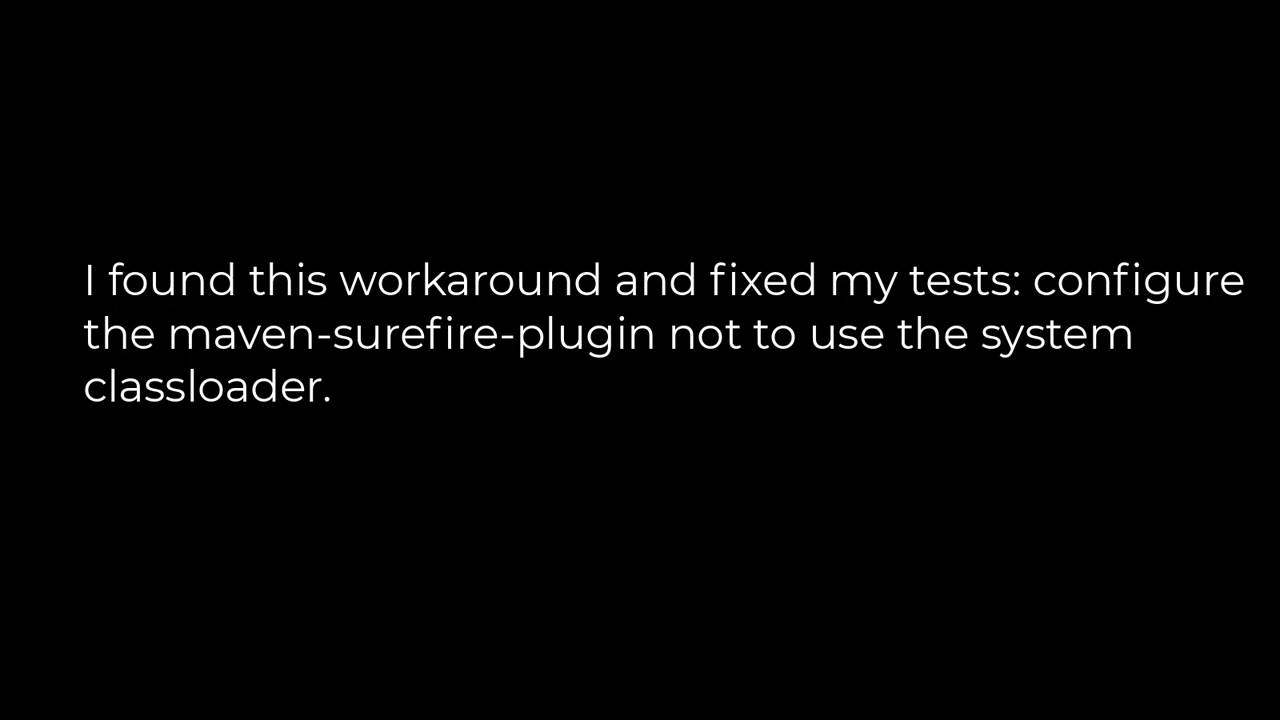 I found this workaround and fixed my tests: configure
the maven-surefire-plugin not to use the system
classloader.